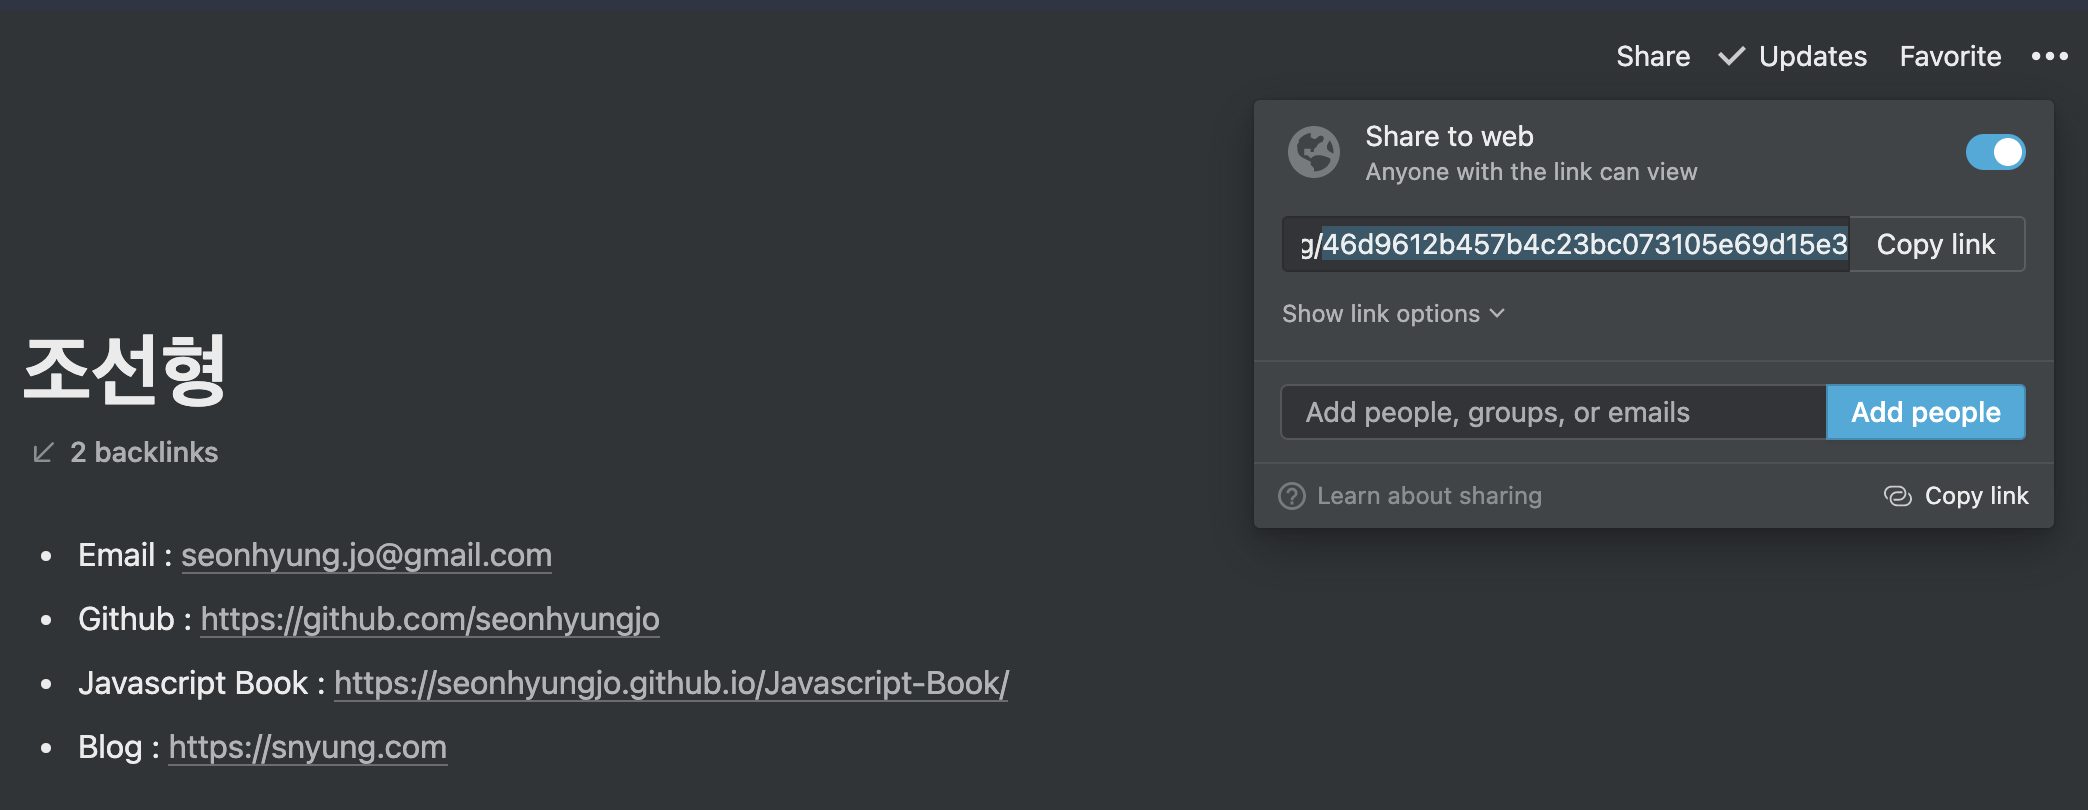 Share ✓ Updates Favorite •••
Share to web
Anyone with the link can view
g/46d9612b457b4c23bc073105e69d15e3 Copy link
Show link options
Add people, groups, or emails Add people
Learn about sharing Copy link
조선형
2 backlinks
• Email : seonhyung.jo@gmail.com
• Github : https://github.com/seonhyungjo
• Javascript Book : https://seonhyungjo.github.io/Javascript-Book/
• Blog : https://snyung.com